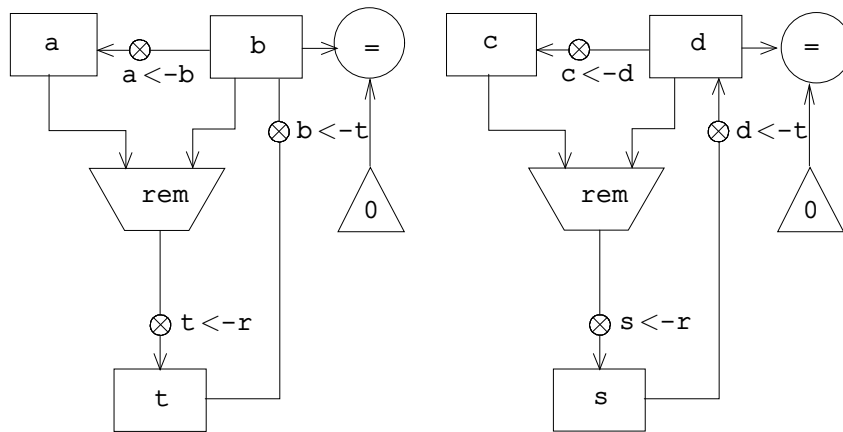 a
b
=
a<-b
b<-t
rem
0
t<-r
t
c
d
=
c<-d
d<-t
rem
0
s<-r
s